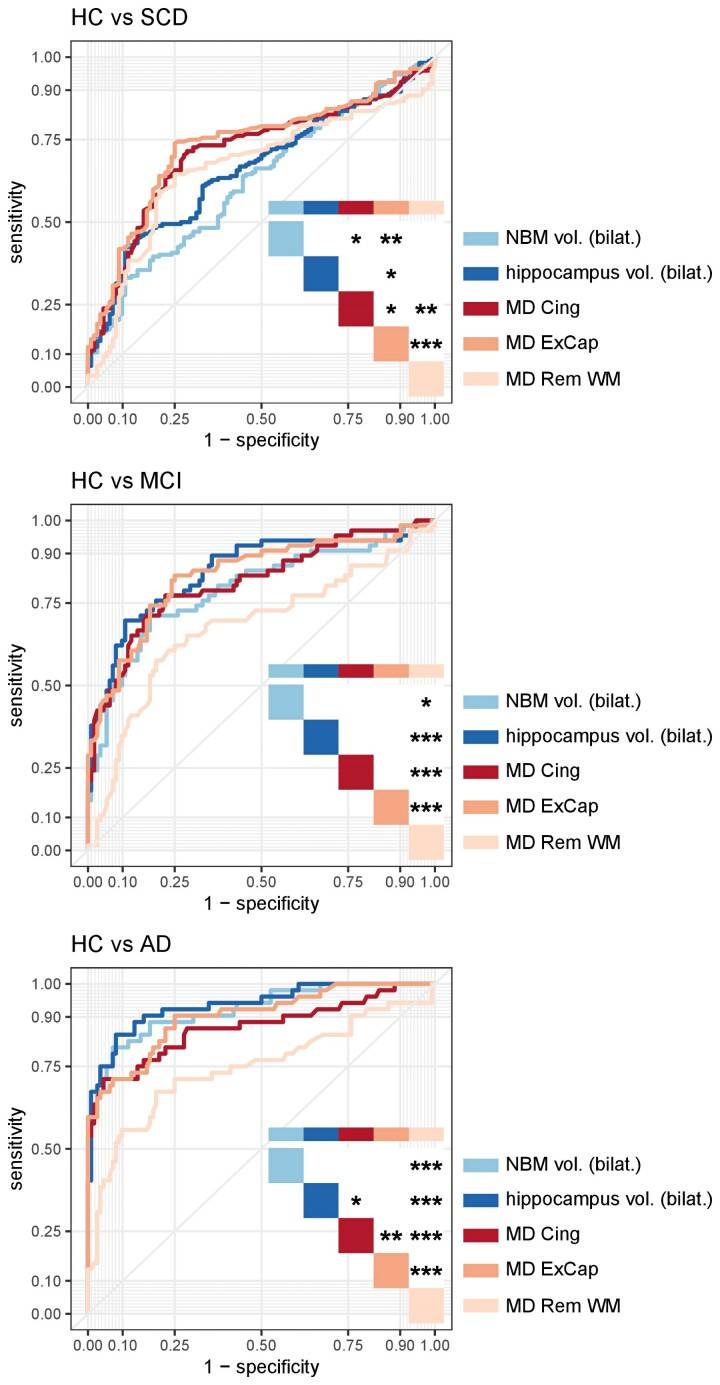 HC vs SCD
1.00
0.90
0.75
0.50
0.25
0.10
0.00
sensitivity
* **
*
* **
***
0.00 0.10 0.25 0.50 0.75 0.90 1.00
1 − specificity
NBM vol. (bilat.)
hippocampus vol. (bilat.)
MD Cing
MD ExCap
MD Rem WM
HC vs MCI
1.00
0.90
0.75
0.50
0.25
0.10
0.00
sensitivity
*
***
***
***
0.00 0.10 0.25 0.50 0.75 0.90 1.00
1 − specificity
NBM vol. (bilat.)
hippocampus vol. (bilat.)
MD Cing
MD ExCap
MD Rem WM
HC vs AD
1.00
0.90
0.75
0.50
0.25
0.10
0.00
sensitivity
***
* ***
** ***
***
0.00 0.10 0.25 0.50 0.75 0.90 1.00
1 − specificity
NBM vol. (bilat.)
hippocampus vol. (bilat.)
MD Cing
MD ExCap
MD Rem WM